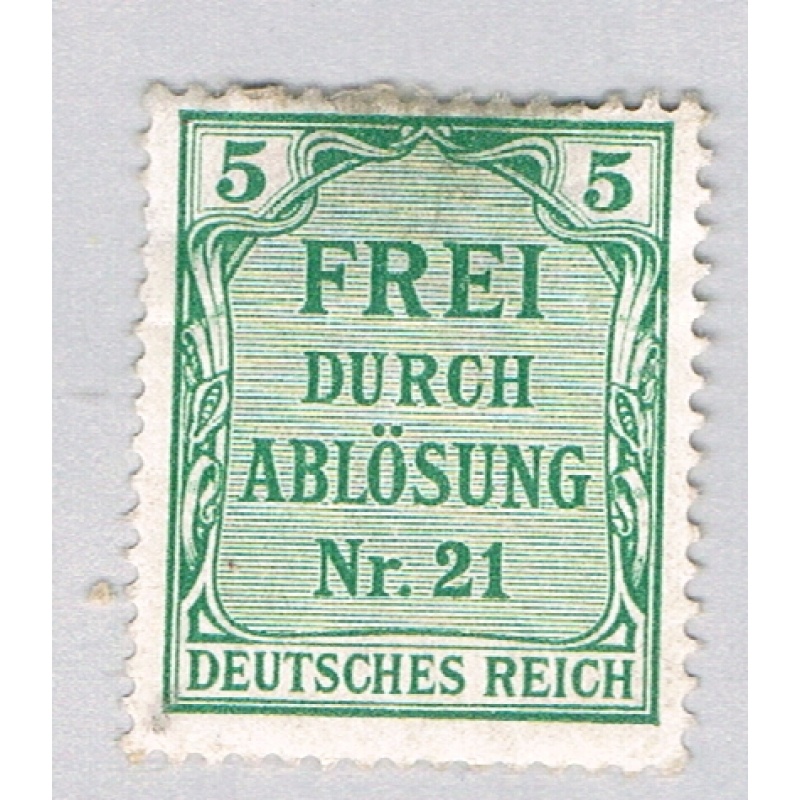 5 5
FREI
DURCH
ABLÖSUNG
Nr. 21
DEUTSCHES REICH